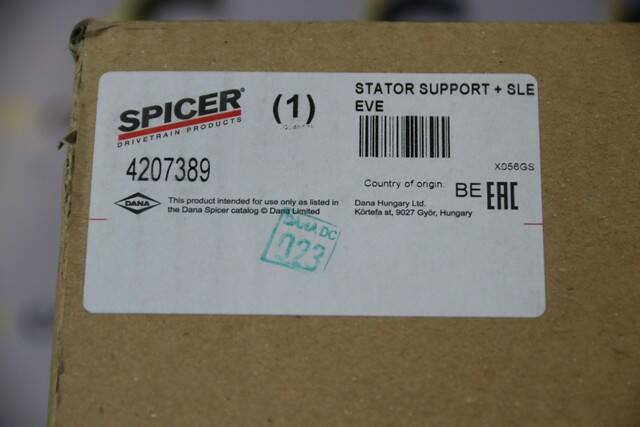 SPICER®
DRIVETRAIN PRODUCTS
(1)
Quantity
4207389
DANA
This product intended for use only as listed in
the Dana Spicer catalog © Dana Limited
STATOR SUPPORT + SLE
EVE
X056GS
Country of origin
BE EAC
Dana Hungary Ltd.
Körtefa st, 9027 Győr, Hungary
DANA DC
023